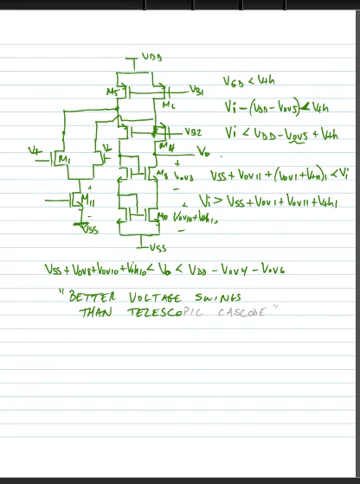 VDD
VGD < Vth
M5
M6
VB1
Vi - (VDD - VOV5) < Vth
VB2
M4
Vi < VDD - VOV5 + Vth
V+
M1
V-
Vo
M8
VOV8
VSS + VOV11 + (VOV1 + Vth)1 < Vi
M11
VSS
M10
VOV10 + Vth10
Vi > VSS + VOV1 + VOV11 + Vth1
VSS
VSS + VOV8 + VOV10 + Vth10 < Vo < VDD - VOV4 - VOV6
"BETTER VOLTAGE SWINGS
THAN TELESCOPIC CASCODE"